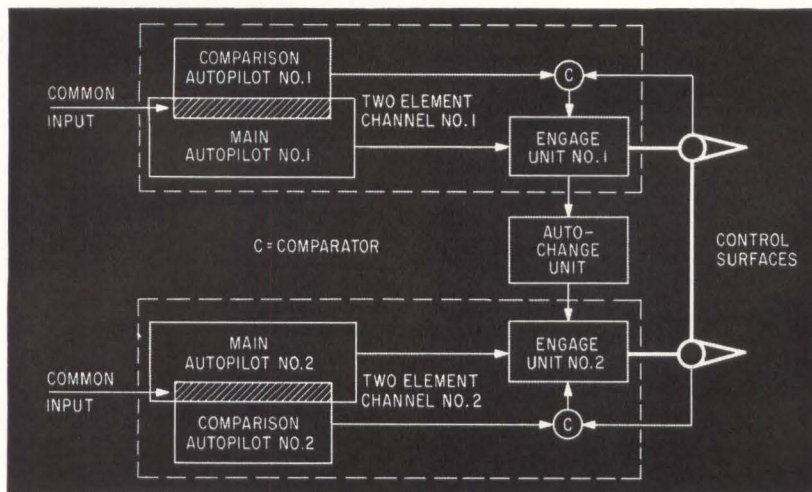 COMPARISON
AUTOPILOT NO.1
COMMON
INPUT
TWO ELEMENT
CHANNEL NO.1
MAIN
AUTOPILOT NO.1
C
ENGAGE
UNIT NO.1
C = COMPARATOR
AUTO-
CHANGE
UNIT
CONTROL
SURFACES
MAIN
AUTOPILOT NO.2
ENGAGE
UNIT NO.2
COMMON
INPUT
TWO ELEMENT
CHANNEL NO.2
COMPARISON
AUTOPILOT NO.2
C